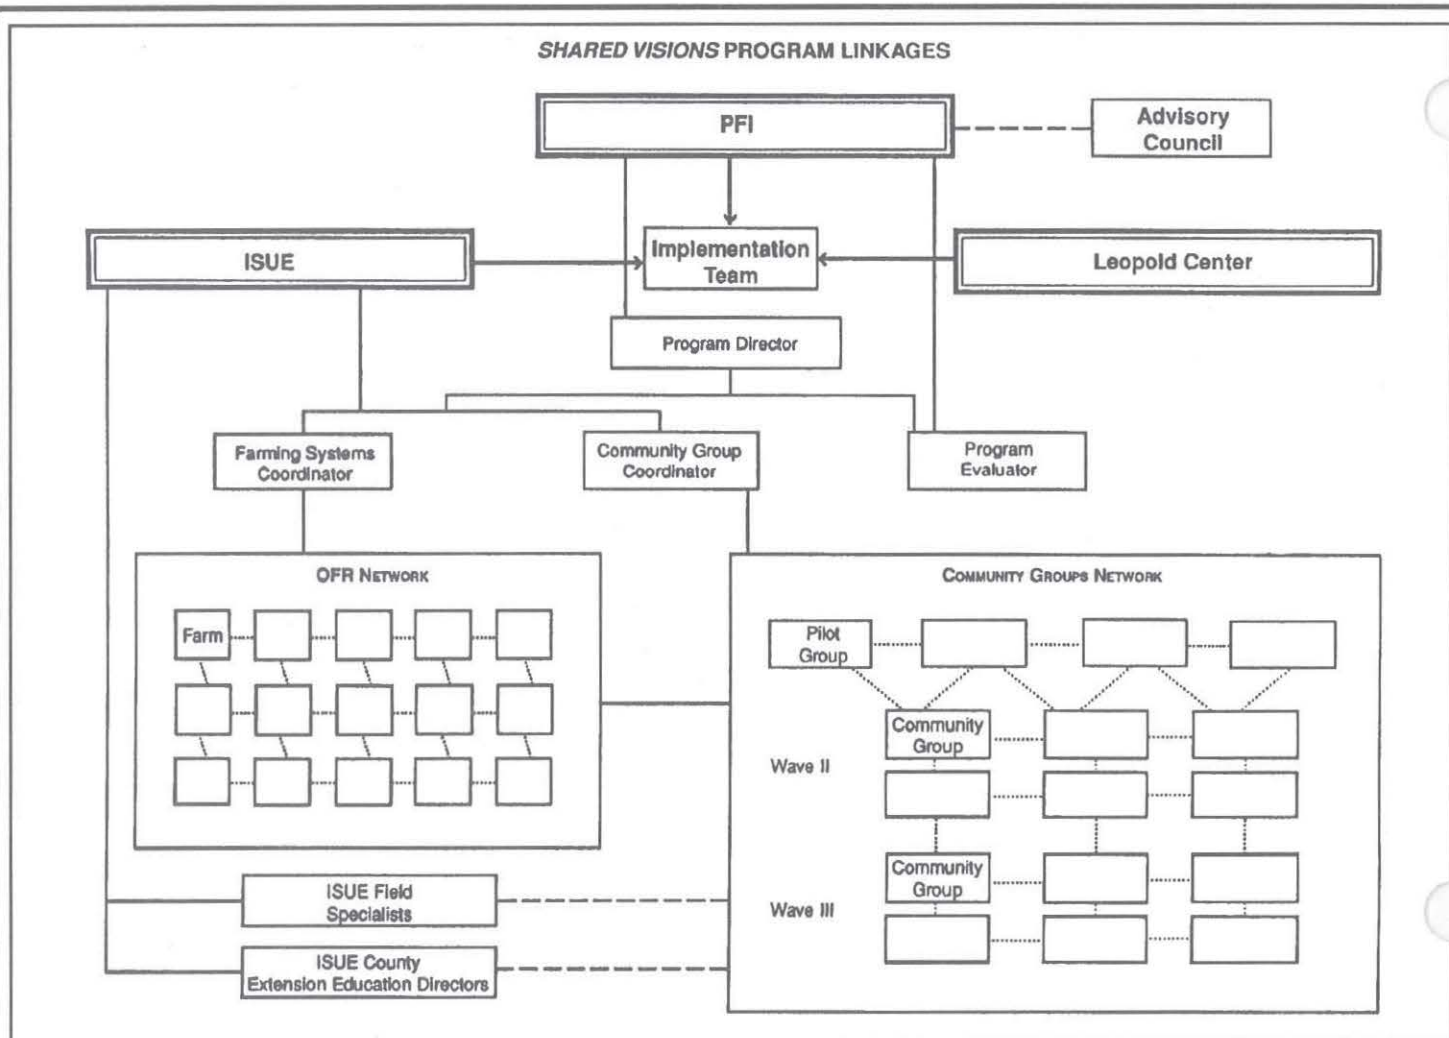 SHARED VISIONS PROGRAM LINKAGES
PFI
Advisory
Council
ISUE
Implementation
Team
Leopold Center
Program Director
Farming Systems
Coordinator
Community Group
Coordinator
Program
Evaluator
OFR NETWORK
Farm
COMMUNITY GROUPS NETWORK
Pilot
Group
Community
Group
Wave II
Community
Group
Wave III
ISUE Field
Specialists
ISUE County
Extension Education Directors